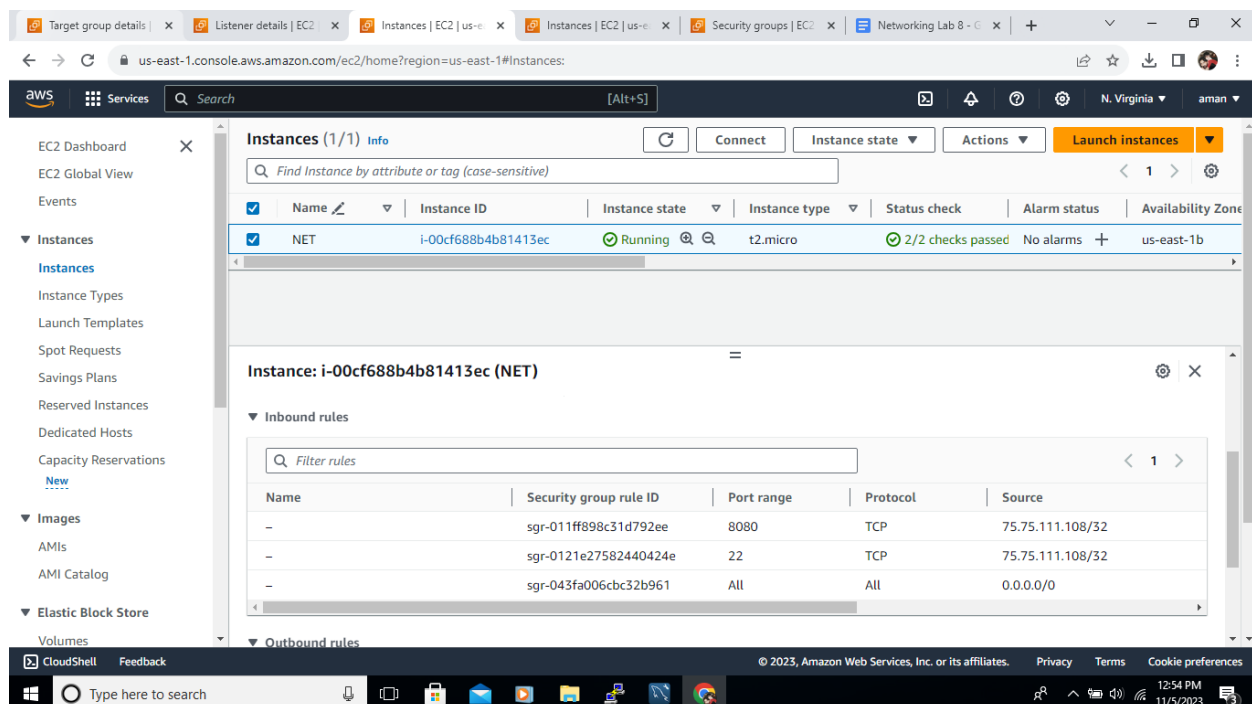 Target group details |
Listener details | EC2
Instances | EC2 | us-e
Instances | EC2 | us-e
Security groups | EC2
Networking Lab 8 - G
us-east-1.console.aws.amazon.com/ec2/home?region=us-east-1#Instances:
aws
Services
Search
[Alt+S]
N. Virginia
aman
EC2 Dashboard
EC2 Global View
Events
Instances
Instances
Instance Types
Launch Templates
Spot Requests
Savings Plans
Reserved Instances
Dedicated Hosts
Capacity Reservations
New
Images
AMIs
AMI Catalog
Elastic Block Store
Volumes
Instances (1/1) Info
Connect
Instance state
Actions
Launch instances
Find Instance by attribute or tag (case-sensitive)
1
Name Instance ID Instance state Instance type Status check Alarm status Availability Zone
NET i-00cf688b4b81413ec Running t2.micro 2/2 checks passed No alarms + us-east-1b
Instance: i-00cf688b4b81413ec (NET)
Inbound rules
Filter rules
1
Name Security group rule ID Port range Protocol Source
– sgr-011ff898c31d792ee 8080 TCP 75.75.111.108/32
– sgr-0121e27582440424e 22 TCP 75.75.111.108/32
– sgr-043fa006cbc32b961 All All 0.0.0.0/0
Outbound rules
CloudShell Feedback © 2023, Amazon Web Services, Inc. or its affiliates. Privacy Terms Cookie preferences
Type here to search
12:54 PM
11/5/2023
3